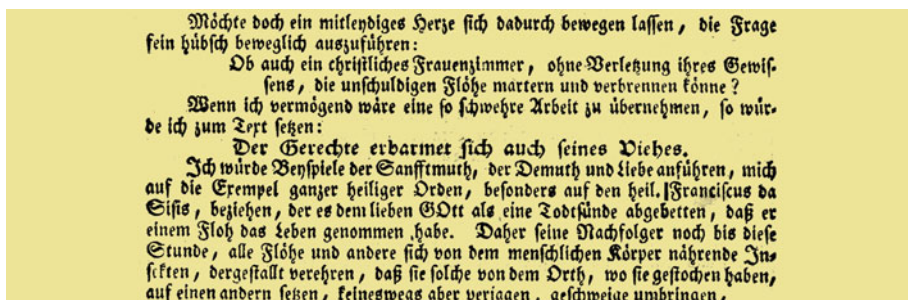 Möchte doch ein mitleydiges Herze sich dadurch bewegen lassen, die Frage
fein hübsch beweglich auszuführen:
Ob auch ein christliches Frauenzimmer, ohne Verletzung ihres Gewis-
sens, die unschuldigen Flöhe martern und verbrennen könne?
Wenn ich vermögend wäre eine so schwehre Arbeit zu übernehmen, so wür-
de ich zum Text setzen:
Der Gerechte erbarmet sich auch seines Viehes.
Ich würde Beyspiele der Sanfftmuth, der Demuth und Liebe anführen, mich
auf die Exempel ganzer heiliger Orden, besonders auf den heil. Franciscus da
Sisis, beziehen, der es dem lieben GOtt als eine Todtsünde abgebetten, daß er
einem Floh das Leben genommen habe. Daher seine Nachfolger noch bis diese
Stunde, alle Flöhe und andere sich von dem menschlichen Körper nährende In-
sekten, dergestallt verehren, daß sie solche von dem Orth, wo sie gestochen haben,
auf einen andern setzen, keineswegs aber verjagen, geschweige umbringen,